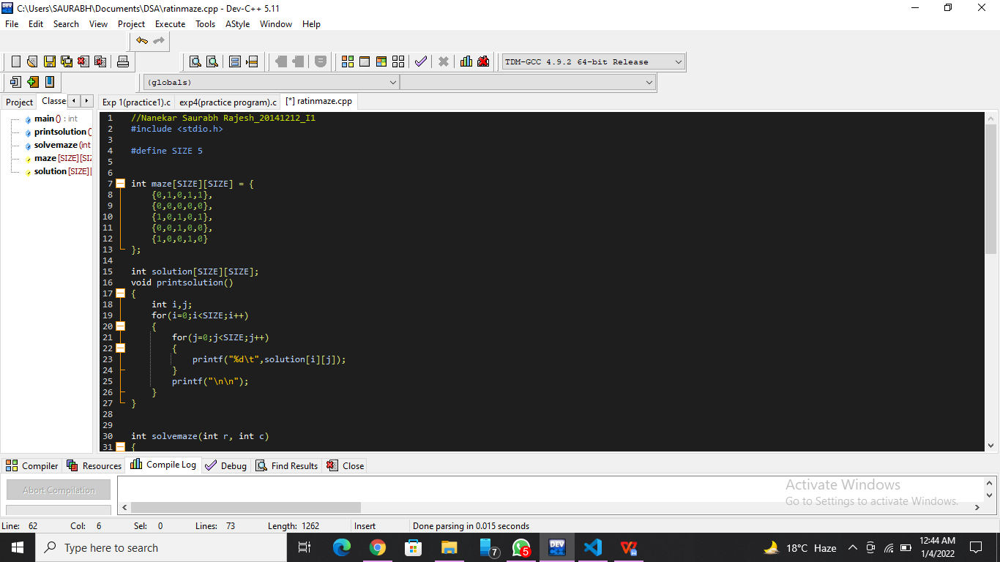 C:\Users\SAURABH\Documents\DSA\ratinmaze.cpp - Dev-C++ 5.11
File Edit Search View Project Execute Tools AStyle Window Help
TDM-GCC 4.9.2 64-bit Release
(globals)
Project Classe Exp 1(practice1).c exp4(practice program).c [*] ratinmaze.cpp
main () : int
printsolution (
solvemaze (int
maze [SIZE][SIZ
solution [SIZE][
1 //Nanekar Saurabh Rajesh_20141212_I1
2 #include <stdio.h>
3
4 #define SIZE 5
5
6
7 int maze[SIZE][SIZE] = {
8 {0,1,0,1,1},
9 {0,0,0,0,0},
10 {1,0,1,0,1},
11 {0,0,1,0,0},
12 {1,0,0,1,0}
13 };
14
15 int solution[SIZE][SIZE];
16 void printsolution()
17 {
18 int i,j;
19 for(i=0;i<SIZE;i++)
20 {
21 for(j=0;j<SIZE;j++)
22 {
23 printf("%d\t",solution[i][j]);
24 }
25 printf("\n\n");
26 }
27 }
28
29
30 int solvemaze(int r, int c)
31 {
Compiler Resources Compile Log Debug Find Results Close
Abort Compilation
Activate Windows
Go to Settings to activate Windows.
Line: 62 Col: 6 Sel: 0 Lines: 73 Length: 1262 Insert Done parsing in 0.015 seconds
Type here to search 7 5 DEV 18°C Haze 12:44 AM
1/4/2022